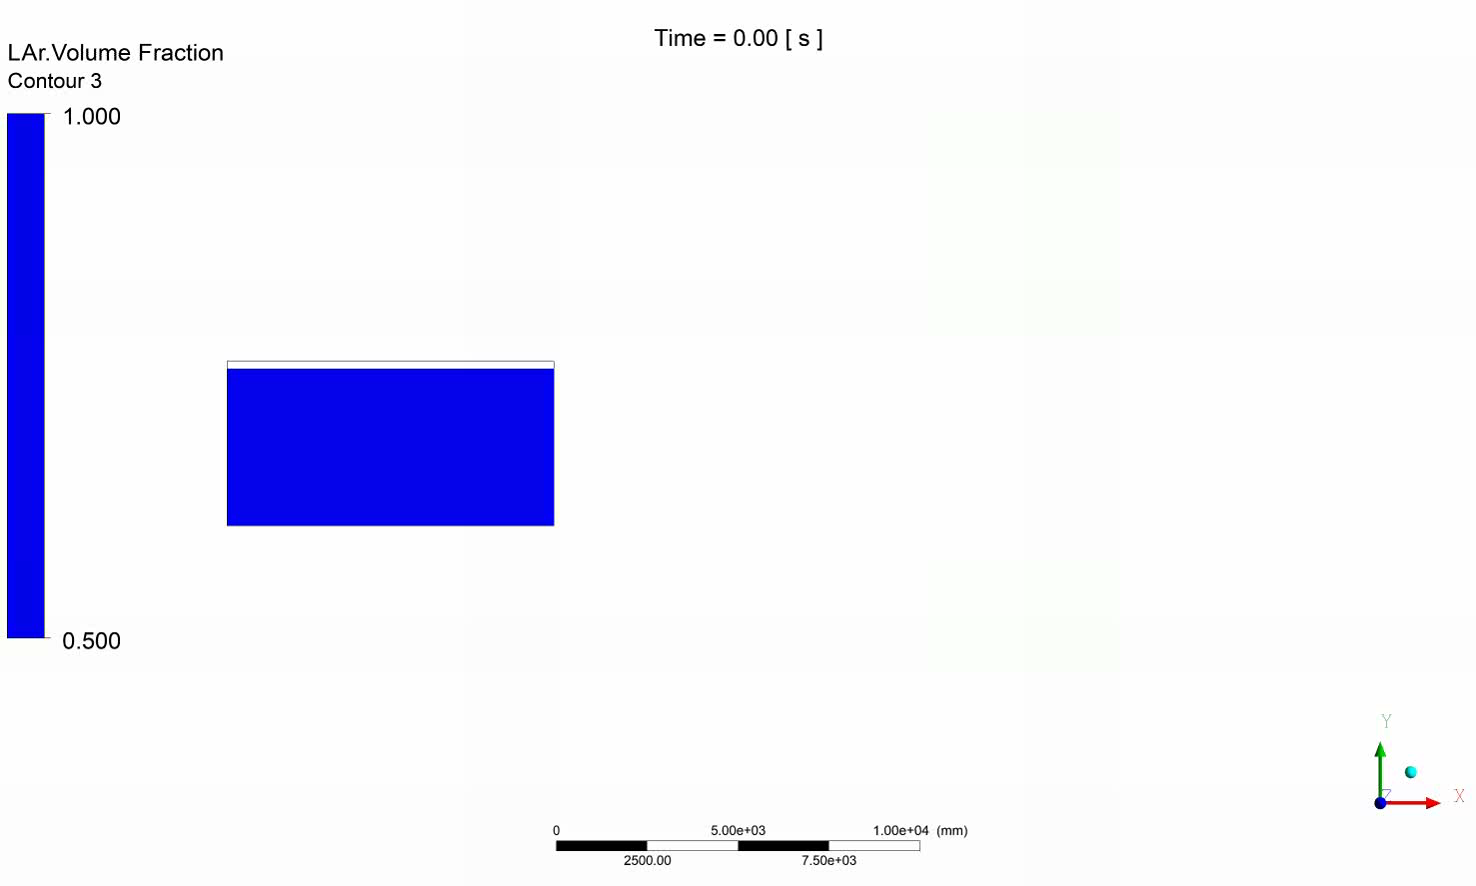 Time = 0.00 [ s ]
LAr.Volume Fraction
Contour 3
1.000
0.500
Y
Z
X
0
5.00e+03
1.00e+04 (mm)
2500.00
7.50e+03